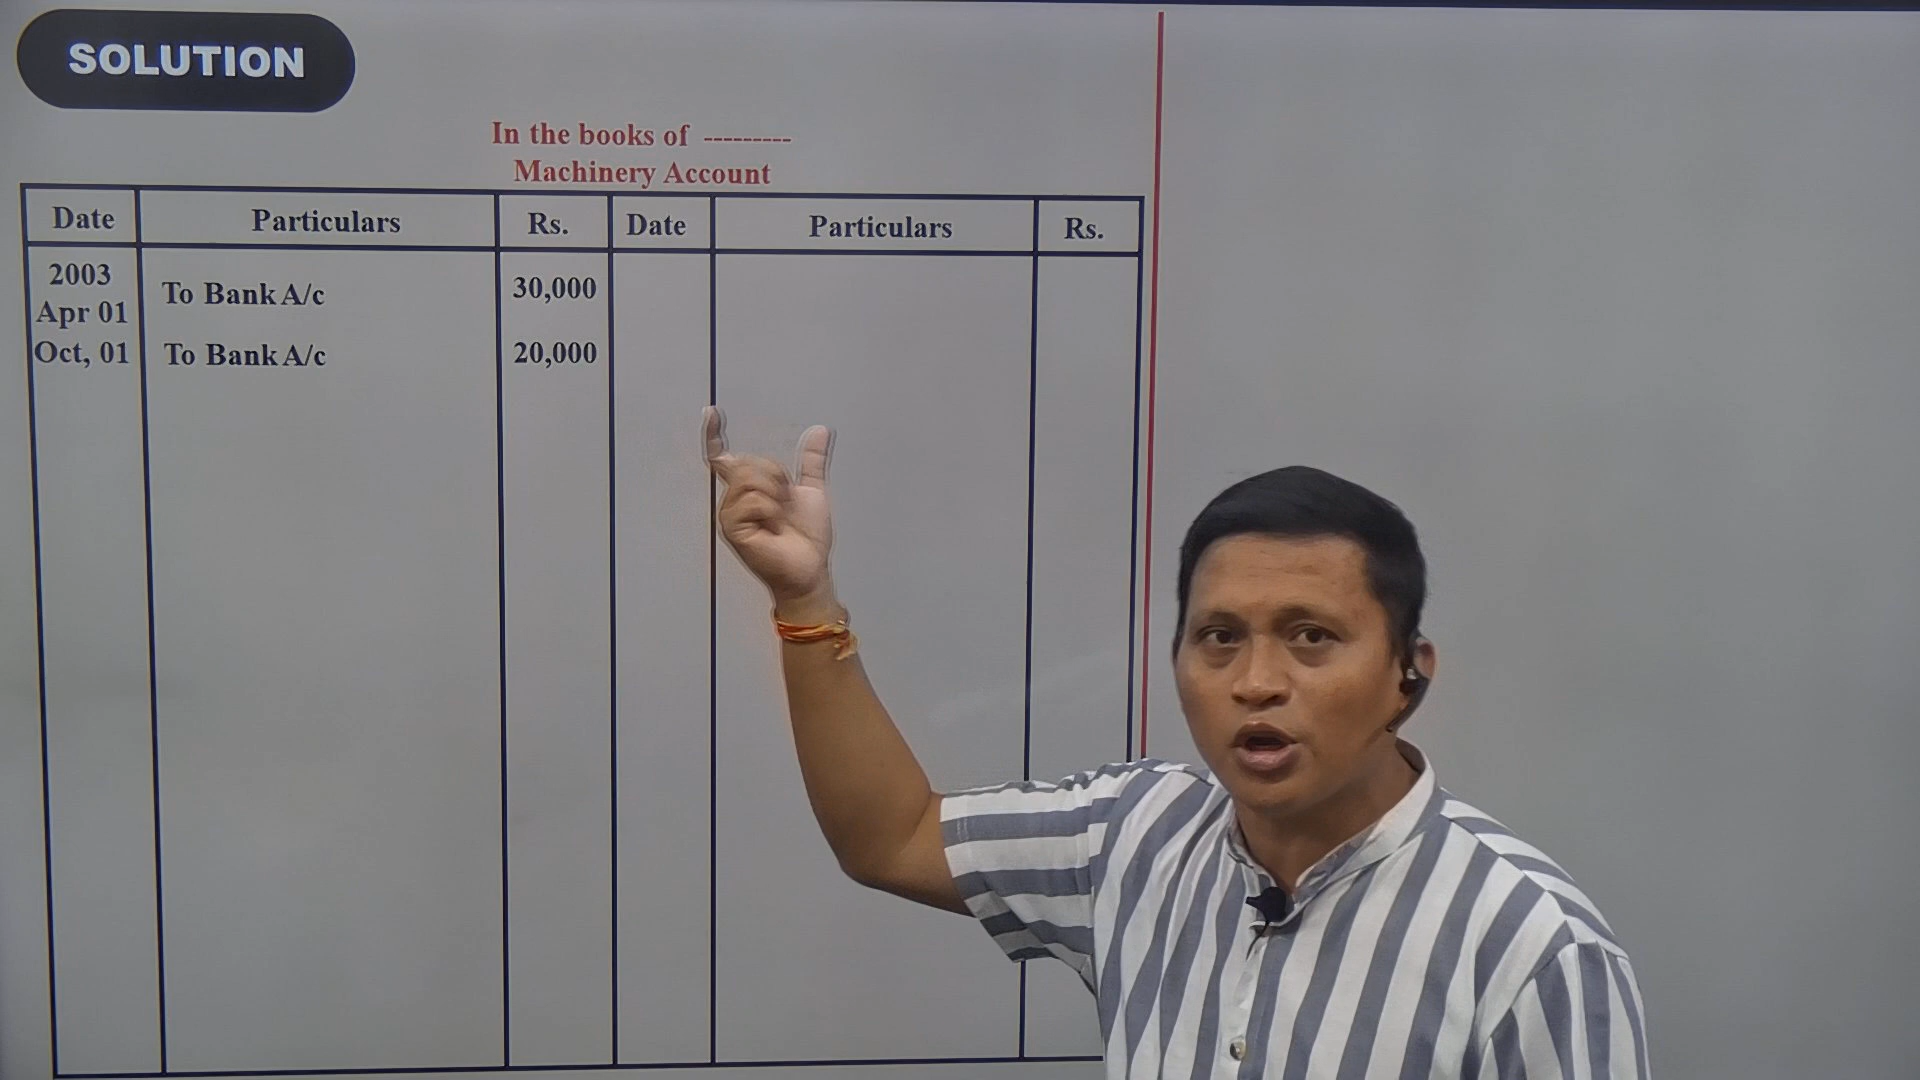 SOLUTION
In the books of ---------
Machinery Account
Date Particulars Rs. Date Particulars Rs.
2003
Apr 01 To Bank A/c 30,000
Oct, 01 To Bank A/c 20,000